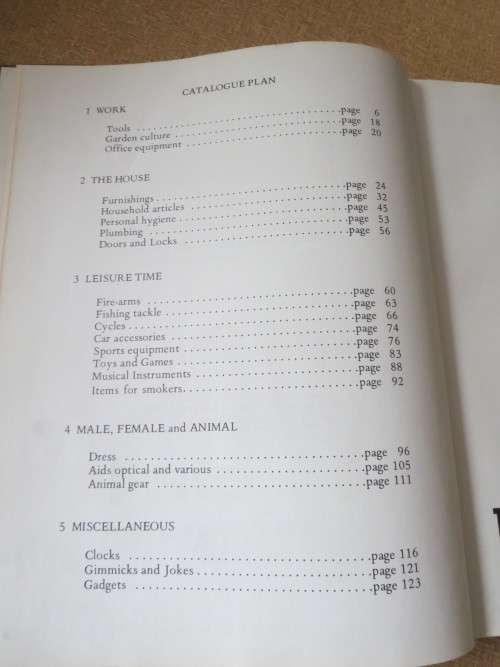 CATALOGUE PLAN
1 WORK
Tools . . . . . . . . . . . . . . . . . . . . . . . . . . . . . .page 6
Garden culture . . . . . . . . . . . . . . . . . . . . . . . . .page 18
Office equipment . . . . . . . . . . . . . . . . . . . . . . . .page 20
2 THE HOUSE
Furnishings . . . . . . . . . . . . . . . . . . . . . . . . . . .page 24
Household articles . . . . . . . . . . . . . . . . . . . . . . .page 32
Personal hygiene . . . . . . . . . . . . . . . . . . . . . . . .page 45
Plumbing . . . . . . . . . . . . . . . . . . . . . . . . . . . .page 53
Doors and Locks . . . . . . . . . . . . . . . . . . . . . . . .page 56
3 LEISURE TIME
Fire-arms . . . . . . . . . . . . . . . . . . . . . . . . . . . .page 60
Fishing tackle . . . . . . . . . . . . . . . . . . . . . . . . .page 63
Cycles . . . . . . . . . . . . . . . . . . . . . . . . . . . . . .page 66
Car accessories . . . . . . . . . . . . . . . . . . . . . . . . .page 74
Sports equipment . . . . . . . . . . . . . . . . . . . . . . . .page 76
Toys and Games . . . . . . . . . . . . . . . . . . . . . . . . .page 83
Musical Instruments . . . . . . . . . . . . . . . . . . . . . .page 88
Items for smokers. . . . . . . . . . . . . . . . . . . . . . . .page 92
4 MALE, FEMALE and ANIMAL
Dress . . . . . . . . . . . . . . . . . . . . . . . . . . . . . .page 96
Aids optical and various . . . . . . . . . . . . . . . . . . .page 105
Animal gear . . . . . . . . . . . . . . . . . . . . . . . . . .page 111
5 MISCELLANEOUS
Clocks . . . . . . . . . . . . . . . . . . . . . . . . . . . . .page 116
Gimmicks and Jokes . . . . . . . . . . . . . . . . . . . . . .page 121
Gadgets . . . . . . . . . . . . . . . . . . . . . . . . . . . .page 123